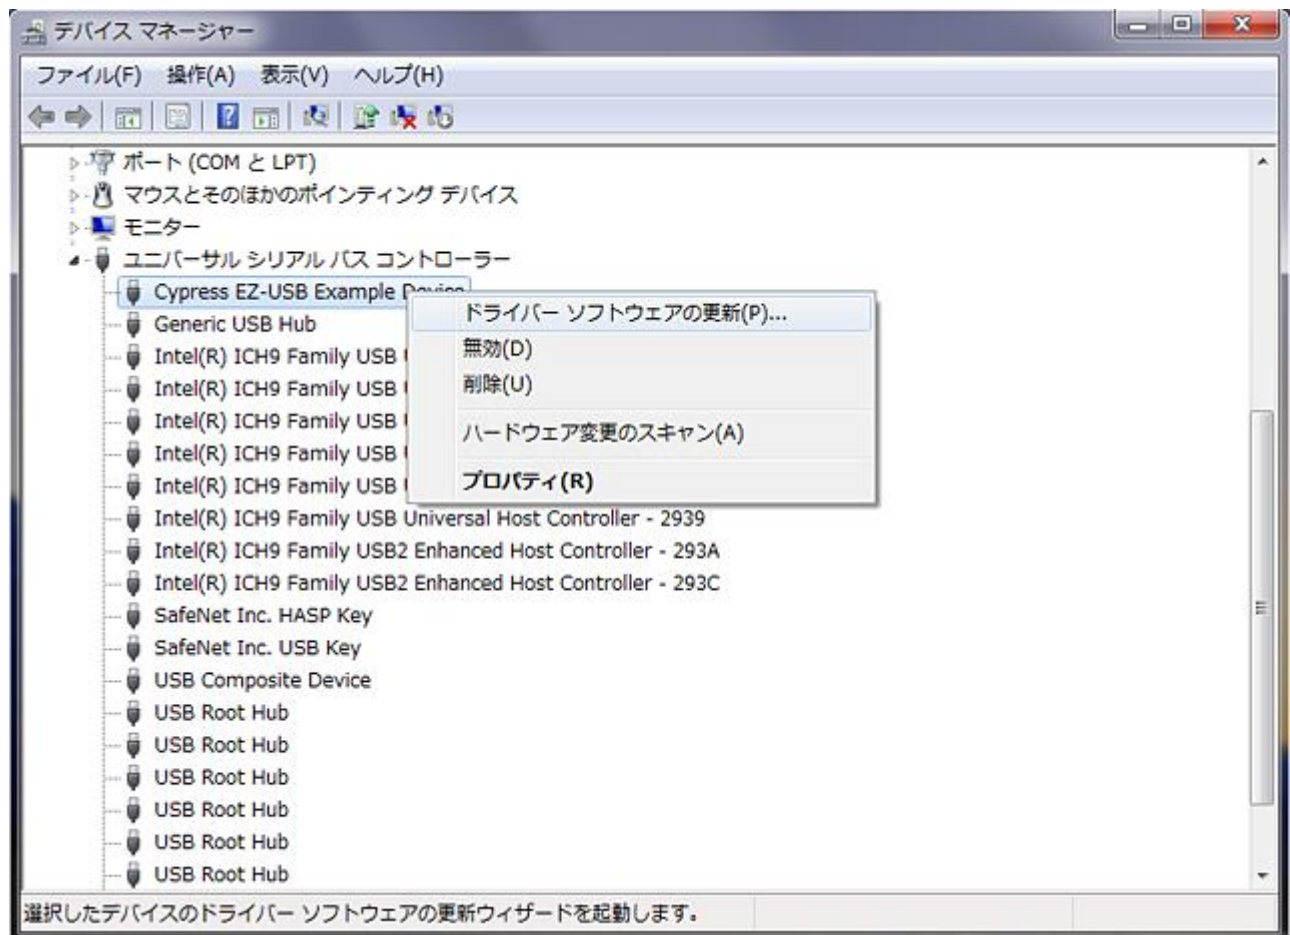 デバイス マネージャー
ファイル(F) 操作(A) 表示(V) ヘルプ(H)
ポート (COM と LPT)
マウスとそのほかのポインティング デバイス
モニター
ユニバーサル シリアル バス コントローラー
Cypress EZ-USB Example Device
ドライバー ソフトウェアの更新(P)...
無効(D)
削除(U)
ハードウェア変更のスキャン(A)
プロパティ(R)
Generic USB Hub
Intel(R) ICH9 Family USB
Intel(R) ICH9 Family USB
Intel(R) ICH9 Family USB
Intel(R) ICH9 Family USB
Intel(R) ICH9 Family USB
Intel(R) ICH9 Family USB Universal Host Controller - 2939
Intel(R) ICH9 Family USB2 Enhanced Host Controller - 293A
Intel(R) ICH9 Family USB2 Enhanced Host Controller - 293C
SafeNet Inc. HASP Key
SafeNet Inc. USB Key
USB Composite Device
USB Root Hub
USB Root Hub
USB Root Hub
USB Root Hub
USB Root Hub
USB Root Hub
選択したデバイスのドライバー ソフトウェアの更新ウィザードを起動します。